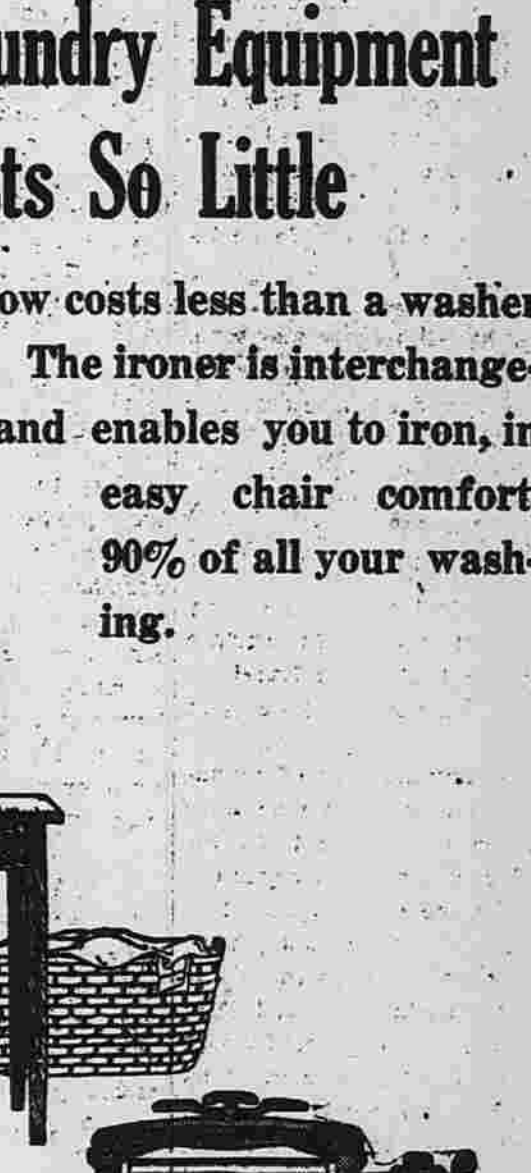 undry Equipment
ts So Little
ow costs less than a washer
The ironer is interchange-
and enables you to iron, in
easy chair comfort
90% of all your wash-
ing.